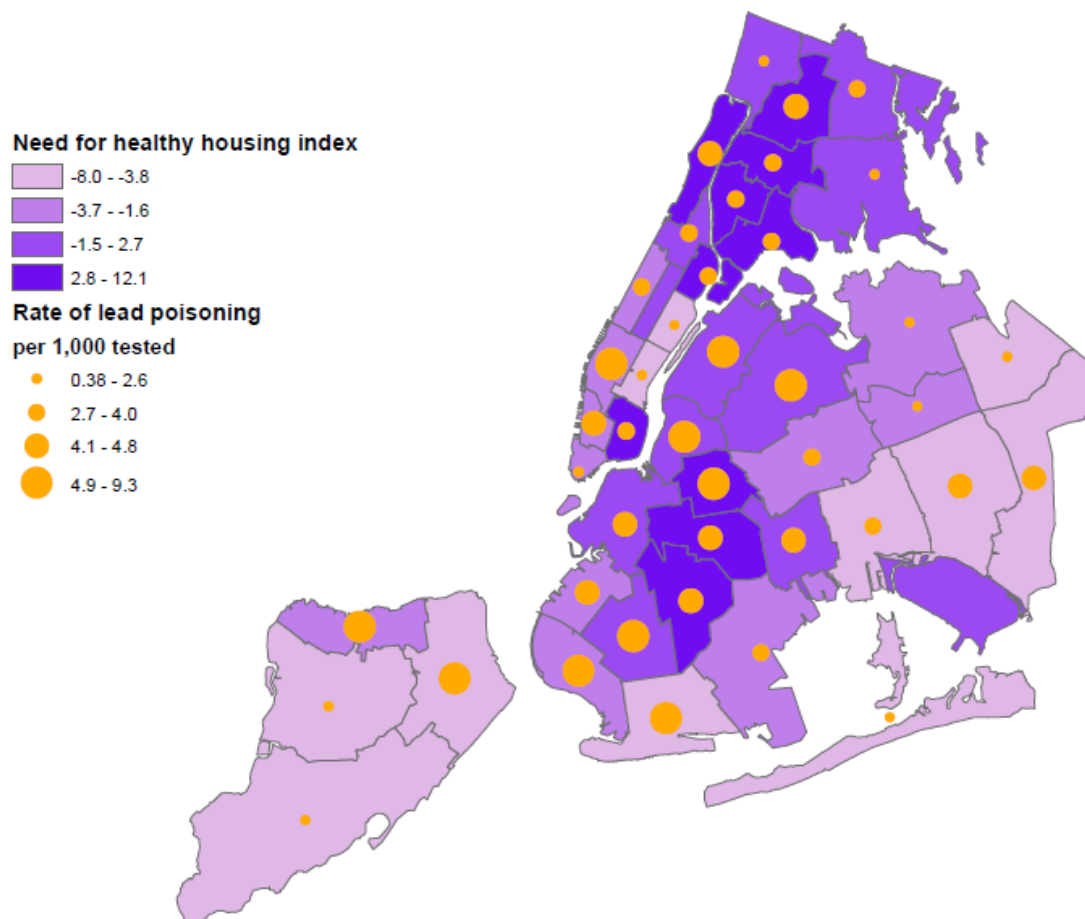 Need for healthy housing index
-8.0 - -3.8
-3.7 - -1.6
-1.5 - 2.7
2.8 - 12.1
Rate of lead poisoning
per 1,000 tested
0.38 - 2.6
2.7 - 4.0
4.1 - 4.8
4.9 - 9.3